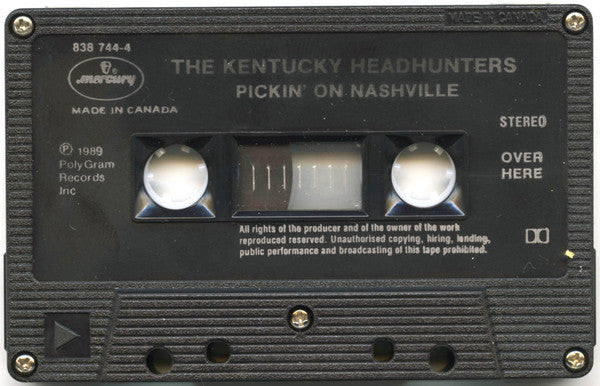 MADE IN CANADA
838 744-4
mercury
MADE IN CANADA
THE KENTUCKY HEADHUNTERS
PICKIN' ON NASHVILLE
STEREO
℗ 1989
PolyGram
Records
Inc
OVER
HERE
All rights of the producer and of the owner of the work
reproduced reserved. Unauthorised copying, hiring, lending,
public performance and broadcasting of this tape prohibited.